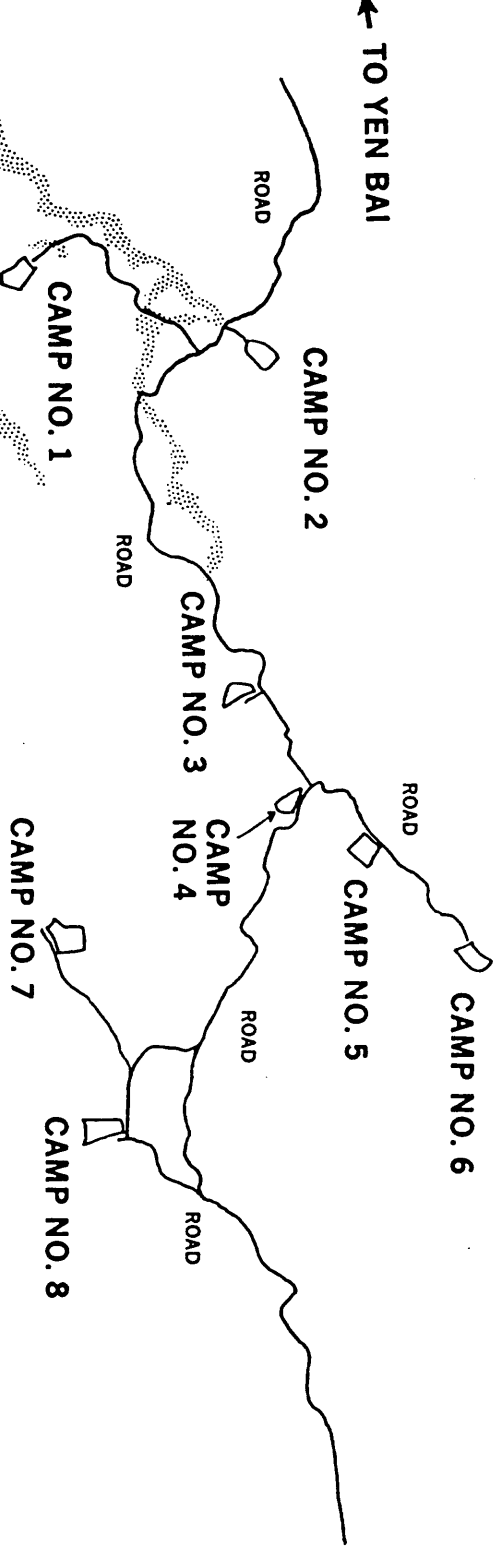 ← TO YEN BAI
ROAD
CAMP NO. 1
CAMP NO. 2
ROAD
CAMP NO. 3
CAMP
NO. 4
ROAD
CAMP NO. 5
CAMP NO. 6
CAMP NO. 7
ROAD
CAMP NO. 8
ROAD